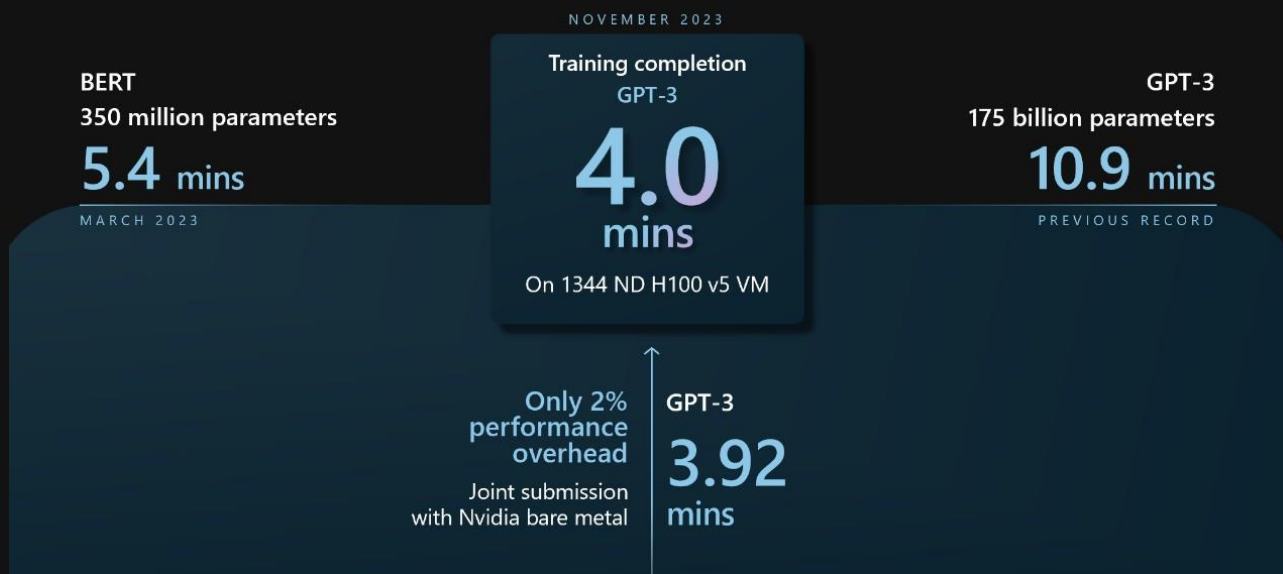 NOVEMBER 2023
BERT
350 million parameters
5.4 mins
MARCH 2023
Training completion
GPT-3
4.0
mins
On 1344 ND H100 v5 VM
GPT-3
175 billion parameters
10.9 mins
PREVIOUS RECORD
Only 2%
performance
overhead
Joint submission
with Nvidia bare metal
GPT-3
3.92
mins